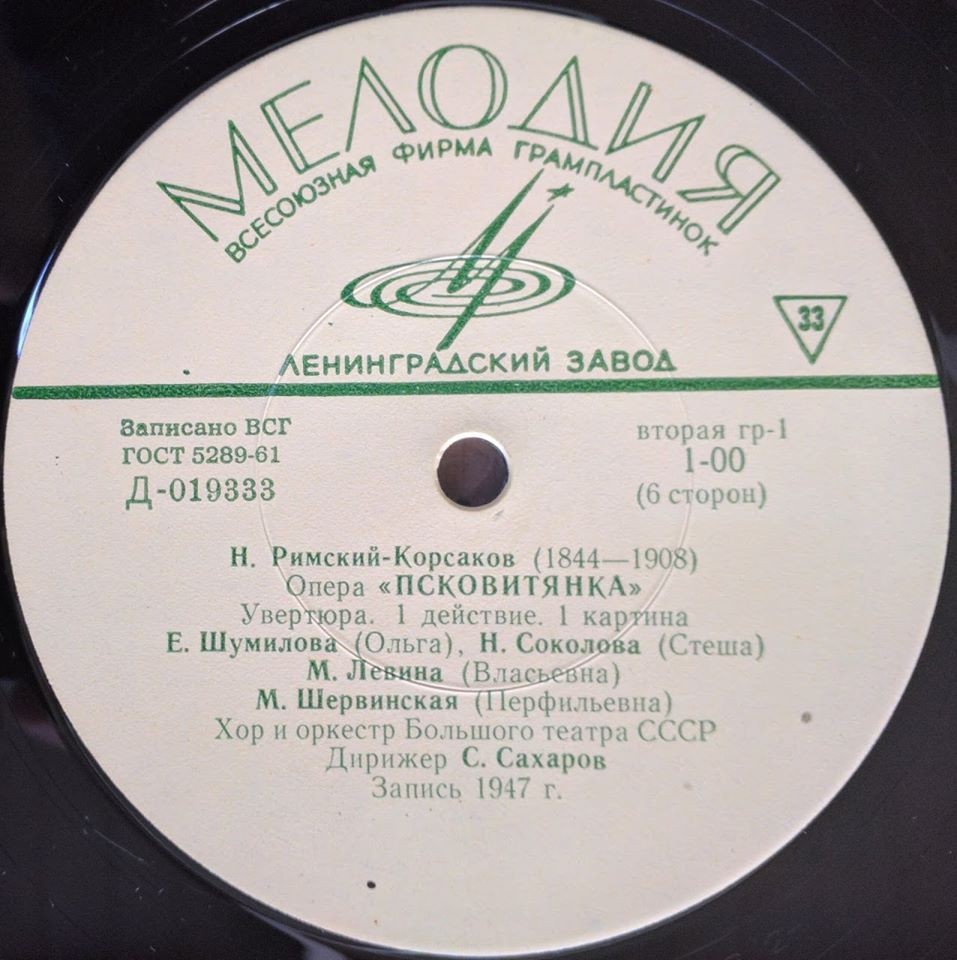 МЕЛОДИЯ
ВСЕСОЮЗНАЯ ФИРМА ГРАМПЛАСТИНОК
33
ЛЕНИНГРАДСКИЙ ЗАВОД
Записано ВСГ
ГОСТ 5289-61
Д-019333
вторая гр-1
1-00
(6 сторон)
Н. Римский-Корсаков (1844—1908)
Опера «ПСКОВИТЯНКА»
Увертюра. 1 действие. 1 картина
Е. Шумилова (Ольга), Н. Соколова (Стеша)
М. Левина (Власьевна)
М. Шервинская (Перфильевна)
Хор и оркестр Большого театра СССР
Дирижер С. Сахаров
Запись 1947 г.